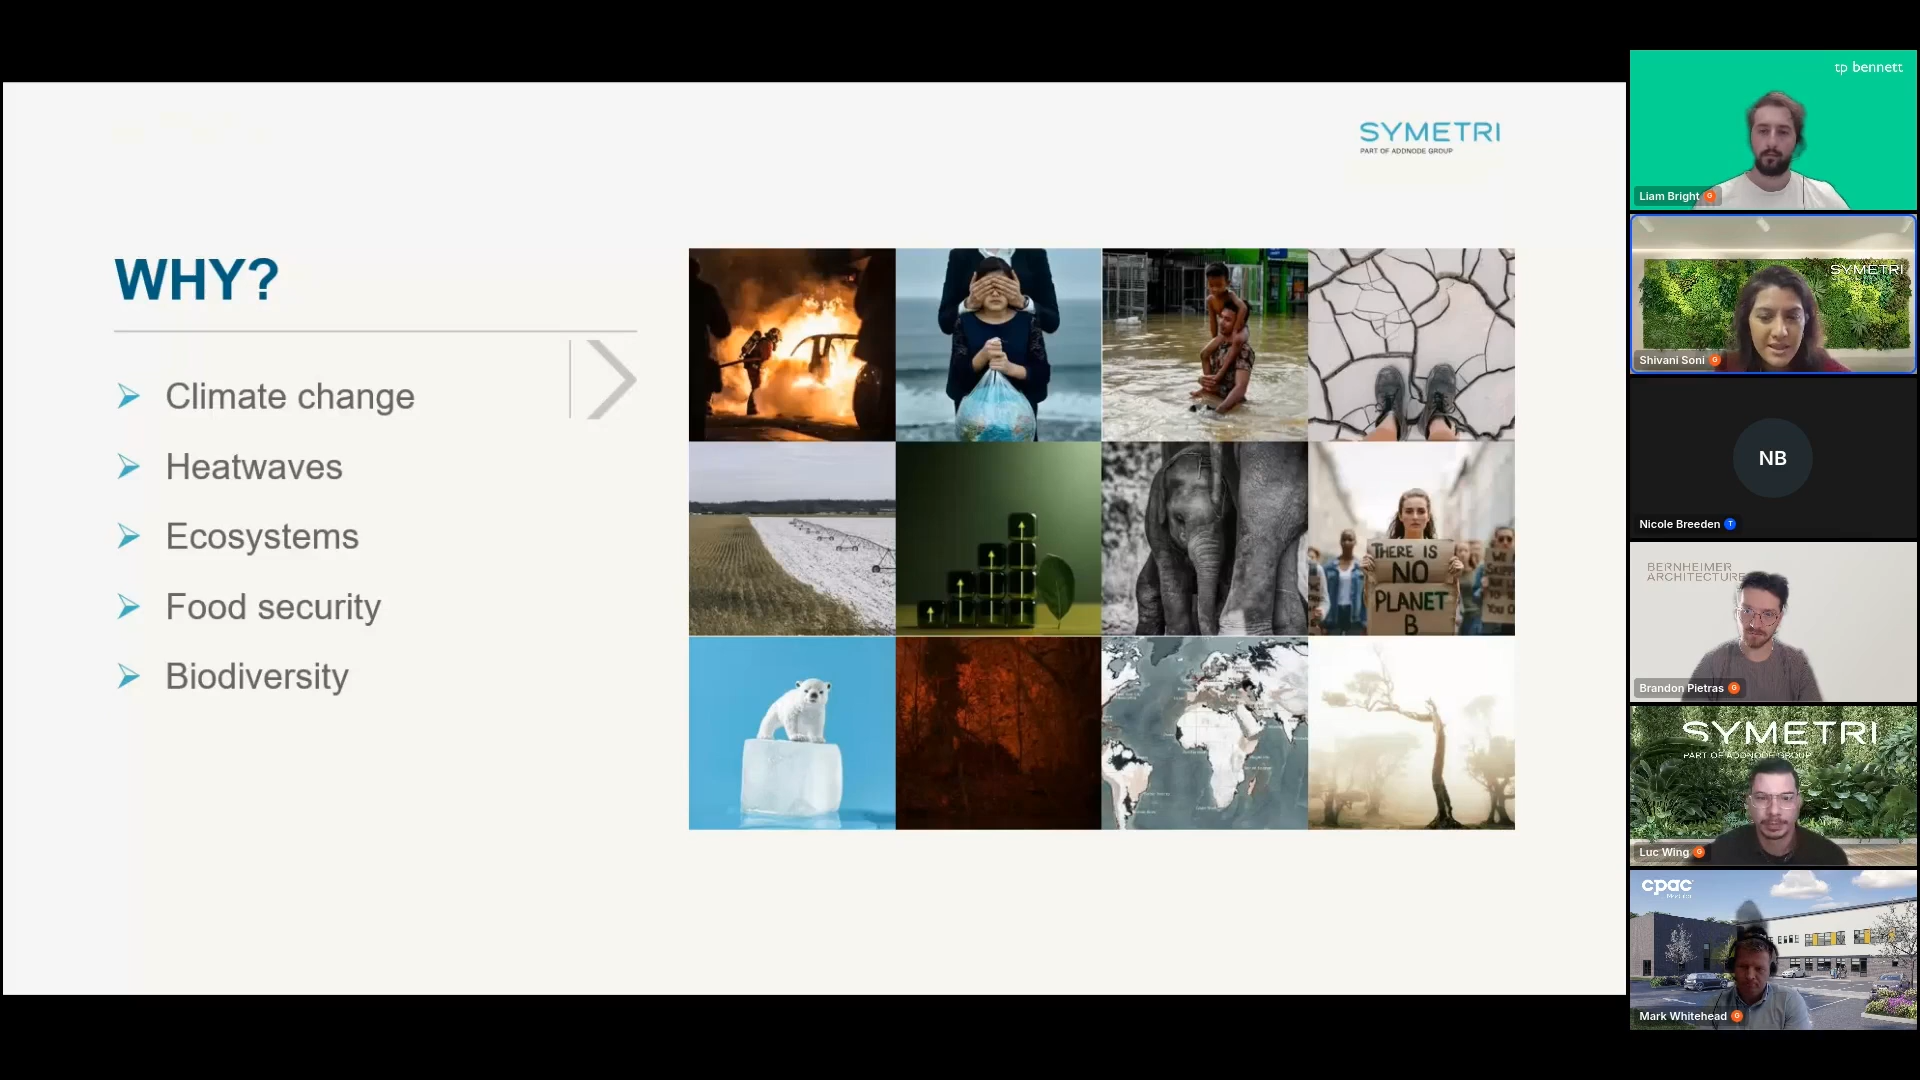 SYMETRI
PART OF ADDNODE GROUP
WHY?
Climate change
Heatwaves
Ecosystems
Food security
Biodiversity
THERE IS
NO
PLANET
B
tp bennett
Liam Bright
SYMETRI
Shivani Soni
NB
Nicole Breeden
BERNHEIMER
ARCHITECTURE
Brandon Pietras
SYMETRI
PART OF ADDNODE GROUP
Luc Wing
cpac
Mark Whitehead